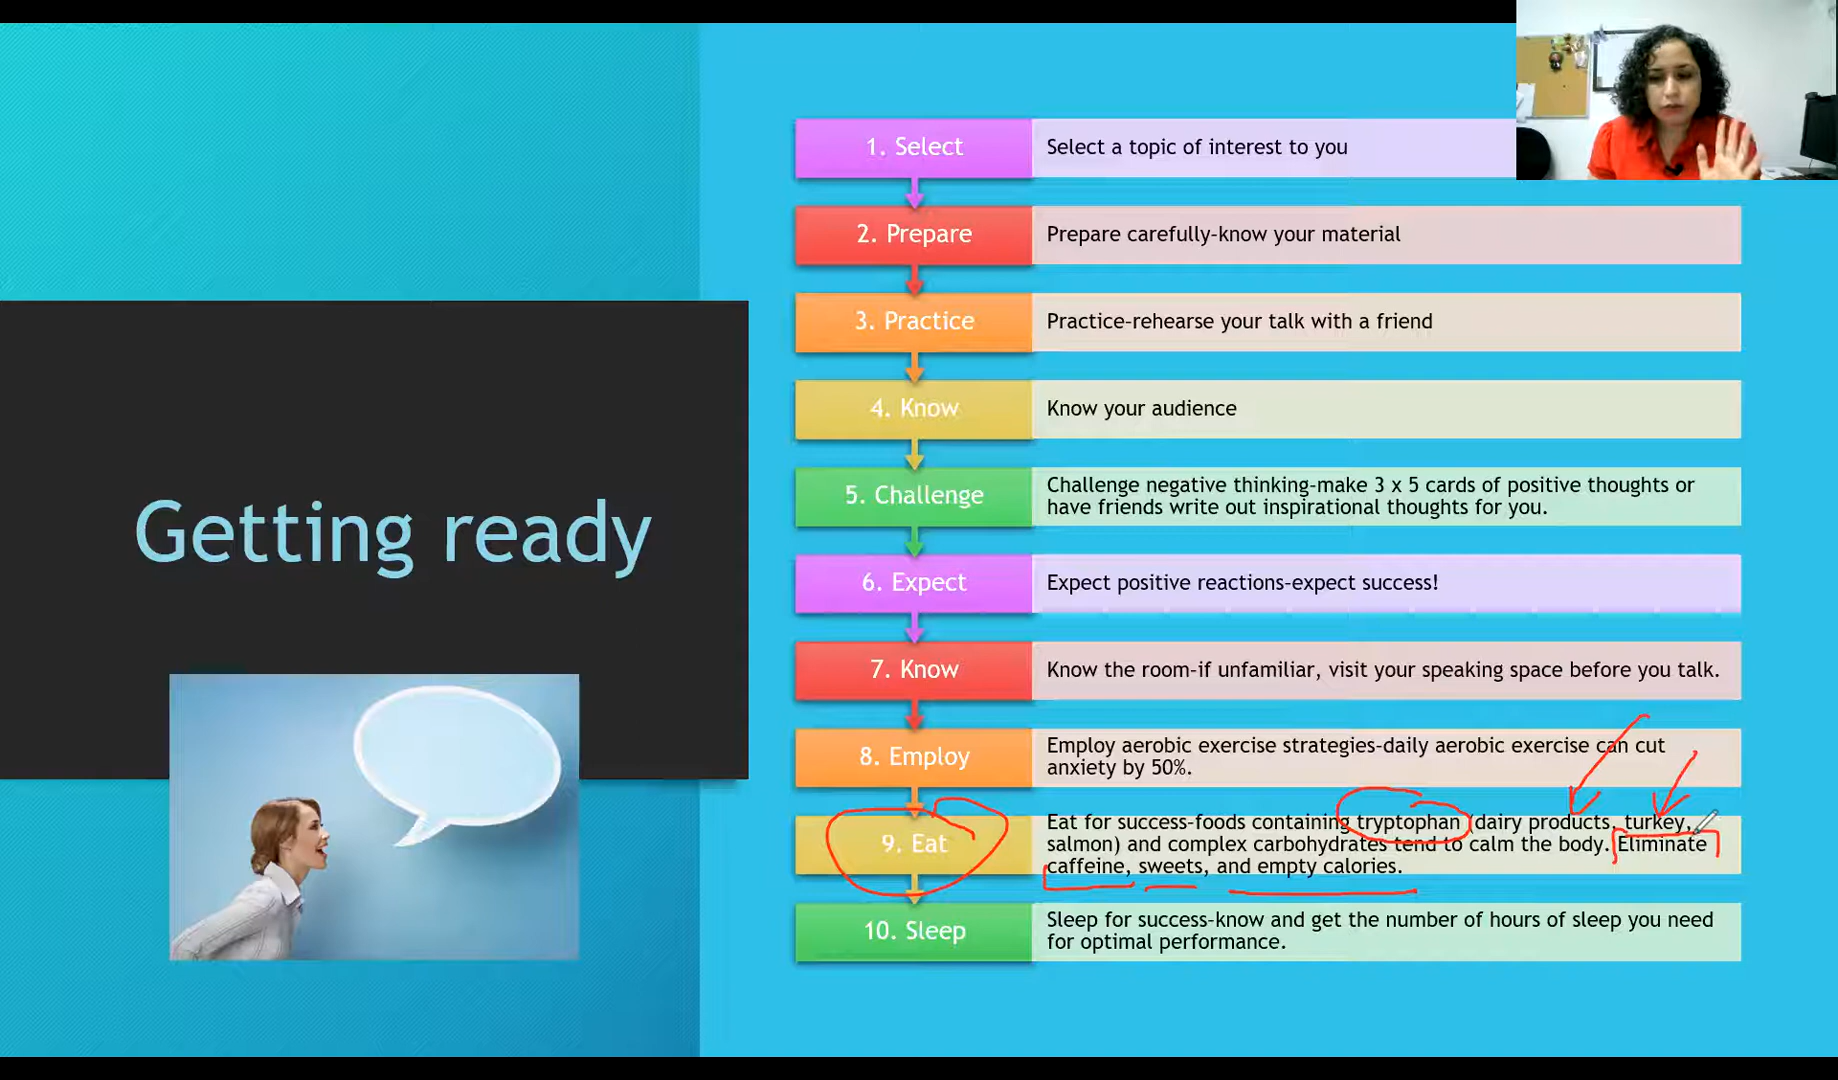 Getting ready
1. Select
Select a topic of interest to you
2. Prepare
Prepare carefully-know your material
3. Practice
Practice-rehearse your talk with a friend
4. Know
Know your audience
5. Challenge
Challenge negative thinking-make 3 x 5 cards of positive thoughts or
have friends write out inspirational thoughts for you.
6. Expect
Expect positive reactions-expect success!
7. Know
Know the room-if unfamiliar, visit your speaking space before you talk.
8. Employ
Employ aerobic exercise strategies-daily aerobic exercise can cut
anxiety by 50%.
9. Eat
Eat for success-foods containing tryptophan (dairy products, turkey,
salmon) and complex carbohydrates tend to calm the body. Eliminate
caffeine, sweets, and empty calories.
10. Sleep
Sleep for success-know and get the number of hours of sleep you need
for optimal performance.